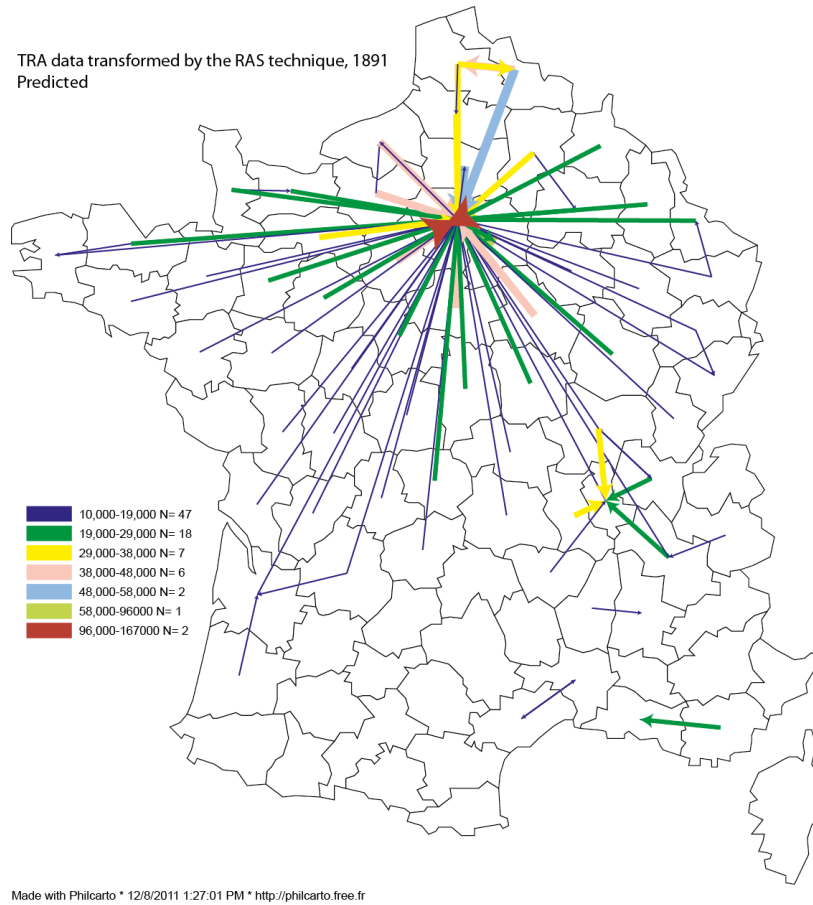 TRA data transformed by the RAS technique, 1891
Predicted
10,000-19,000 N= 47
19,000-29,000 N= 18
29,000-38,000 N= 7
38,000-48,000 N= 6
48,000-58,000 N= 2
58,000-96000 N= 1
96,000-167000 N= 2
Made with Philcarto * 12/8/2011 1:27:01 PM * http://philcarto.free.fr